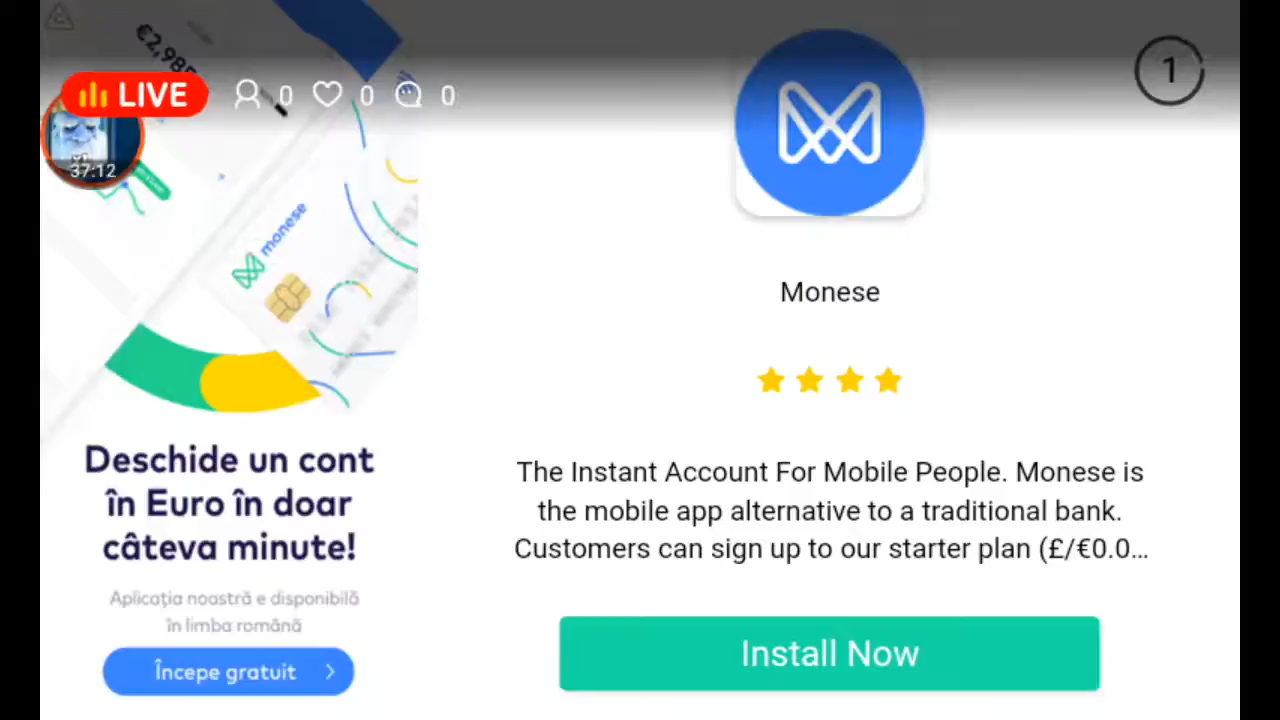 €2,985
LIVE 0 0 0
1
37:12
monese
Monese
Deschide un cont
în Euro în doar
câteva minute!
Aplicația noastră e disponibilă
în limba română
Începe gratuit
The Instant Account For Mobile People. Monese is
the mobile app alternative to a traditional bank.
Customers can sign up to our starter plan (£/€0.0...
Install Now